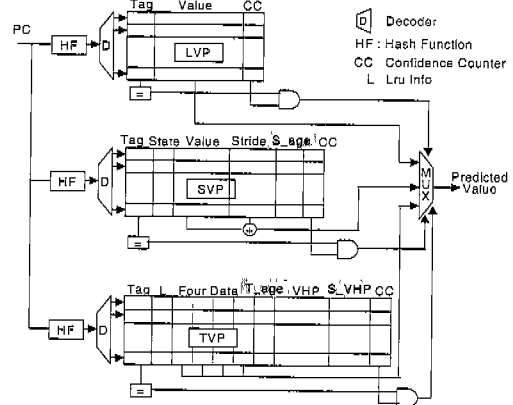 Tag Value CC
PC
HF
D
LVP
=
D Decoder
HF : Hash Function
CC Confidence Counter
L Lru Info
Tag State Value Stride S_age CC
HF
D
SVP
+
=
MUX
Predicted
Value
Tag L Four Data T_age VHP S_VHP CC
HF
D
TVP
=